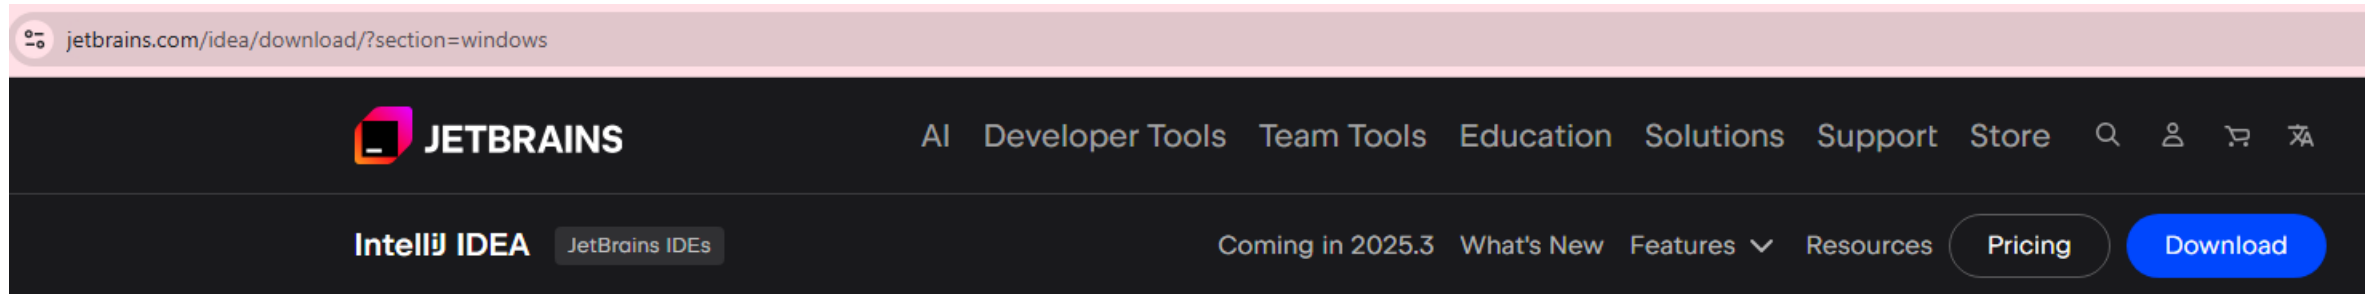 jetbrains.com/idea/download/?section=windows
JETBRAINS AI Developer Tools Team Tools Education Solutions Support Store
IntelliJ IDEA JetBrains IDEs Coming in 2025.3 What's New Features Resources Pricing Download